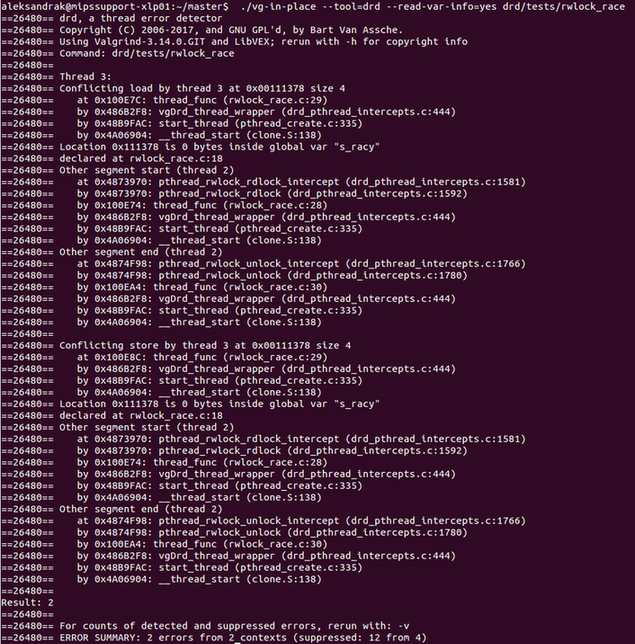 aleksandrak@mipssupport-xlp01:~/master$ ./vg-in-place --tool=drd --read-var-info=yes drd/tests/rwlock_race
==26480== drd, a thread error detector
==26480== Copyright (C) 2006-2017, and GNU GPL'd, by Bart Van Assche.
==26480== Using Valgrind-3.14.0.GIT and LibVEX; rerun with -h for copyright info
==26480== Command: drd/tests/rwlock_race
==26480==
==26480== Thread 3:
==26480== Conflicting load by thread 3 at 0x00111378 size 4
==26480==    at 0x100E7C: thread_func (rwlock_race.c:29)
==26480==    by 0x486B2F8: vgDrd_thread_wrapper (drd_pthread_intercepts.c:444)
==26480==    by 0x48B9FAC: start_thread (pthread_create.c:335)
==26480==    by 0x4A06904: __thread_start (clone.S:138)
==26480== Location 0x111378 is 0 bytes inside global var "s_racy"
==26480== declared at rwlock_race.c:18
==26480== Other segment start (thread 2)
==26480==    at 0x4873970: pthread_rwlock_rdlock_intercept (drd_pthread_intercepts.c:1581)
==26480==    by 0x4873970: pthread_rwlock_rdlock (drd_pthread_intercepts.c:1592)
==26480==    by 0x100E74: thread_func (rwlock_race.c:28)
==26480==    by 0x486B2F8: vgDrd_thread_wrapper (drd_pthread_intercepts.c:444)
==26480==    by 0x48B9FAC: start_thread (pthread_create.c:335)
==26480==    by 0x4A06904: __thread_start (clone.S:138)
==26480== Other segment end (thread 2)
==26480==    at 0x4874F98: pthread_rwlock_unlock_intercept (drd_pthread_intercepts.c:1766)
==26480==    by 0x4874F98: pthread_rwlock_unlock (drd_pthread_intercepts.c:1780)
==26480==    by 0x100EA4: thread_func (rwlock_race.c:30)
==26480==    by 0x486B2F8: vgDrd_thread_wrapper (drd_pthread_intercepts.c:444)
==26480==    by 0x48B9FAC: start_thread (pthread_create.c:335)
==26480==    by 0x4A06904: __thread_start (clone.S:138)
==26480==
==26480== Conflicting store by thread 3 at 0x00111378 size 4
==26480==    at 0x100E8C: thread_func (rwlock_race.c:29)
==26480==    by 0x486B2F8: vgDrd_thread_wrapper (drd_pthread_intercepts.c:444)
==26480==    by 0x48B9FAC: start_thread (pthread_create.c:335)
==26480==    by 0x4A06904: __thread_start (clone.S:138)
==26480== Location 0x111378 is 0 bytes inside global var "s_racy"
==26480== declared at rwlock_race.c:18
==26480== Other segment start (thread 2)
==26480==    at 0x4873970: pthread_rwlock_rdlock_intercept (drd_pthread_intercepts.c:1581)
==26480==    by 0x4873970: pthread_rwlock_rdlock (drd_pthread_intercepts.c:1592)
==26480==    by 0x100E74: thread_func (rwlock_race.c:28)
==26480==    by 0x486B2F8: vgDrd_thread_wrapper (drd_pthread_intercepts.c:444)
==26480==    by 0x48B9FAC: start_thread (pthread_create.c:335)
==26480==    by 0x4A06904: __thread_start (clone.S:138)
==26480== Other segment end (thread 2)
==26480==    at 0x4874F98: pthread_rwlock_unlock_intercept (drd_pthread_intercepts.c:1766)
==26480==    by 0x4874F98: pthread_rwlock_unlock (drd_pthread_intercepts.c:1780)
==26480==    by 0x100EA4: thread_func (rwlock_race.c:30)
==26480==    by 0x486B2F8: vgDrd_thread_wrapper (drd_pthread_intercepts.c:444)
==26480==    by 0x48B9FAC: start_thread (pthread_create.c:335)
==26480==    by 0x4A06904: __thread_start (clone.S:138)
==26480==
Result: 2
==26480==
==26480== For counts of detected and suppressed errors, rerun with: -v
==26480== ERROR SUMMARY: 2 errors from 2 contexts (suppressed: 12 from 4)